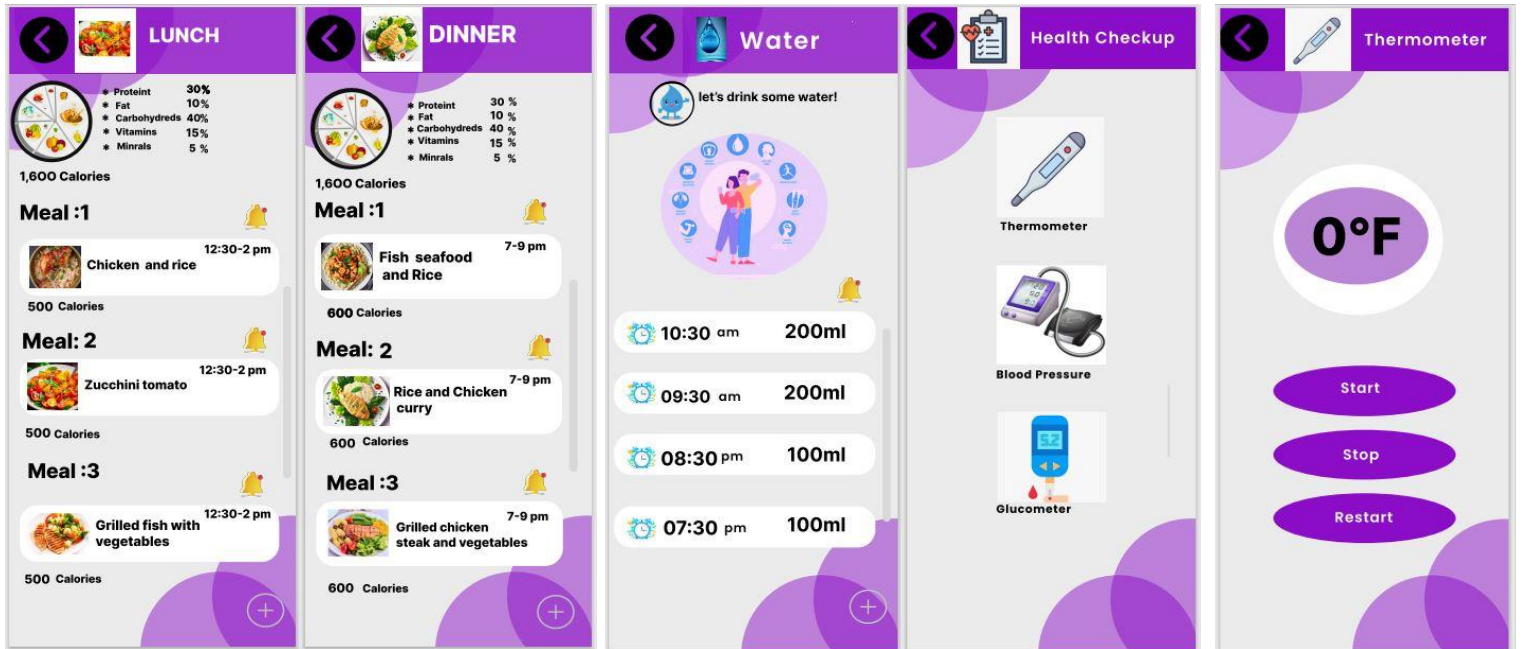 LUNCH
* Proteint 30%
* Fat 10%
* Carbohydreds 40%
* Vitamins 15%
* Minrals 5 %
1,600 Calories
Meal :1
12:30-2 pm
Chicken and rice
500 Calories
Meal: 2
12:30-2 pm
Zucchini tomato
500 Calories
Meal :3
12:30-2 pm
Grilled fish with
vegetables
500 Calories
DINNER
* Proteint 30 %
* Fat 10 %
* Carbohydreds 40 %
* Vitamins 15 %
* Minrals 5 %
1,600 Calories
Meal :1
7-9 pm
Fish seafood
and Rice
600 Calories
Meal: 2
7-9 pm
Rice and Chicken
curry
600 Calories
Meal :3
7-9 pm
Grilled chicken
steak and vegetables
600 Calories
Water
let's drink some water!
10:30 am 200ml
09:30 am 200ml
08:30 pm 100ml
07:30 pm 100ml
Health Checkup
Thermometer
Blood Pressure
5.2
Glucometer
Thermometer
0°F
Start
Stop
Restart